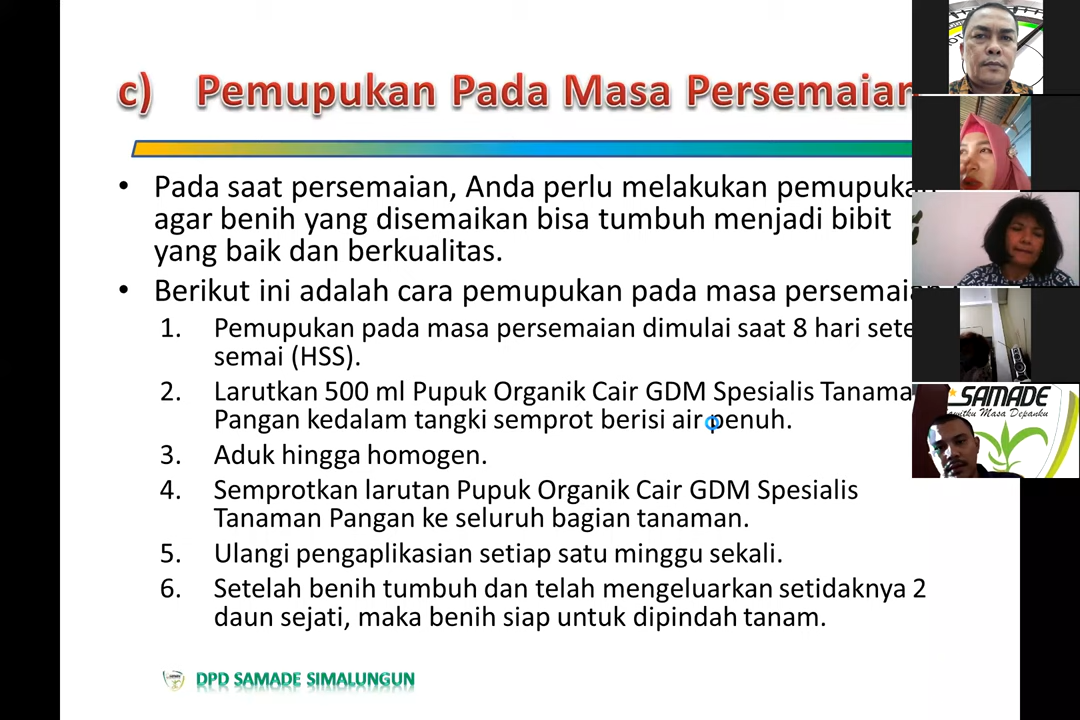 c) Pemupukan Pada Masa Persemaian
• Pada saat persemaian, Anda perlu melakukan pemupukan
agar benih yang disemaikan bisa tumbuh menjadi bibit
yang baik dan berkualitas.
• Berikut ini adalah cara pemupukan pada masa persemaian
1. Pemupukan pada masa persemaian dimulai saat 8 hari sete
semai (HSS).
2. Larutkan 500 ml Pupuk Organik Cair GDM Spesialis Tanama
Pangan kedalam tangki semprot berisi air penuh.
3. Aduk hingga homogen.
4. Semprotkan larutan Pupuk Organik Cair GDM Spesialis
Tanaman Pangan ke seluruh bagian tanaman.
5. Ulangi pengaplikasian setiap satu minggu sekali.
6. Setelah benih tumbuh dan telah mengeluarkan setidaknya 2
daun sejati, maka benih siap untuk dipindah tanam.
DPD SAMADE SIMALUNGUN
SAMADE
Masa Depanku